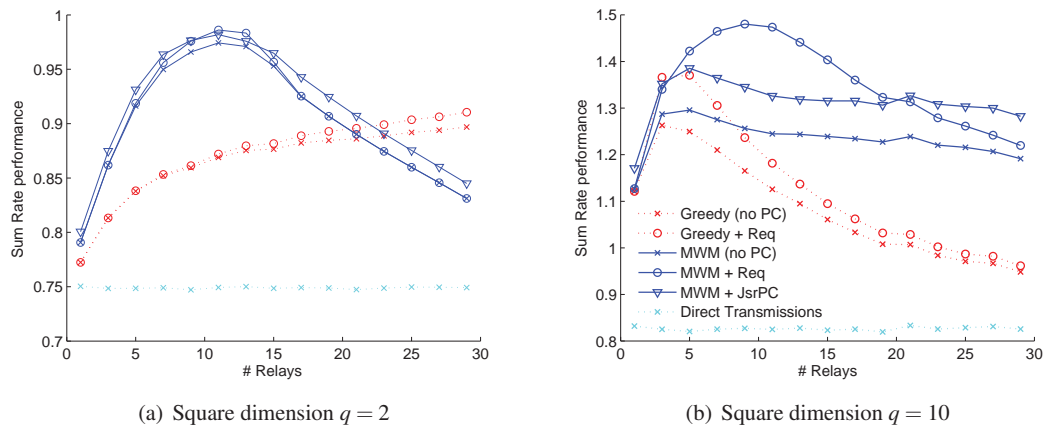 1
0.95
0.9
0.85
0.8
0.75
0.7
Sum Rate performance
0 5 10 15 20 25 30
# Relays
(a) Square dimension q = 2
1.5
1.4
1.3
1.2
1.1
1
0.9
0.8
Sum Rate performance
Greedy (no PC)
Greedy + Req
MWM (no PC)
MWM + Req
MWM + JsrPC
Direct Transmissions
0 5 10 15 20 25 30
# Relays
(b) Square dimension q = 10